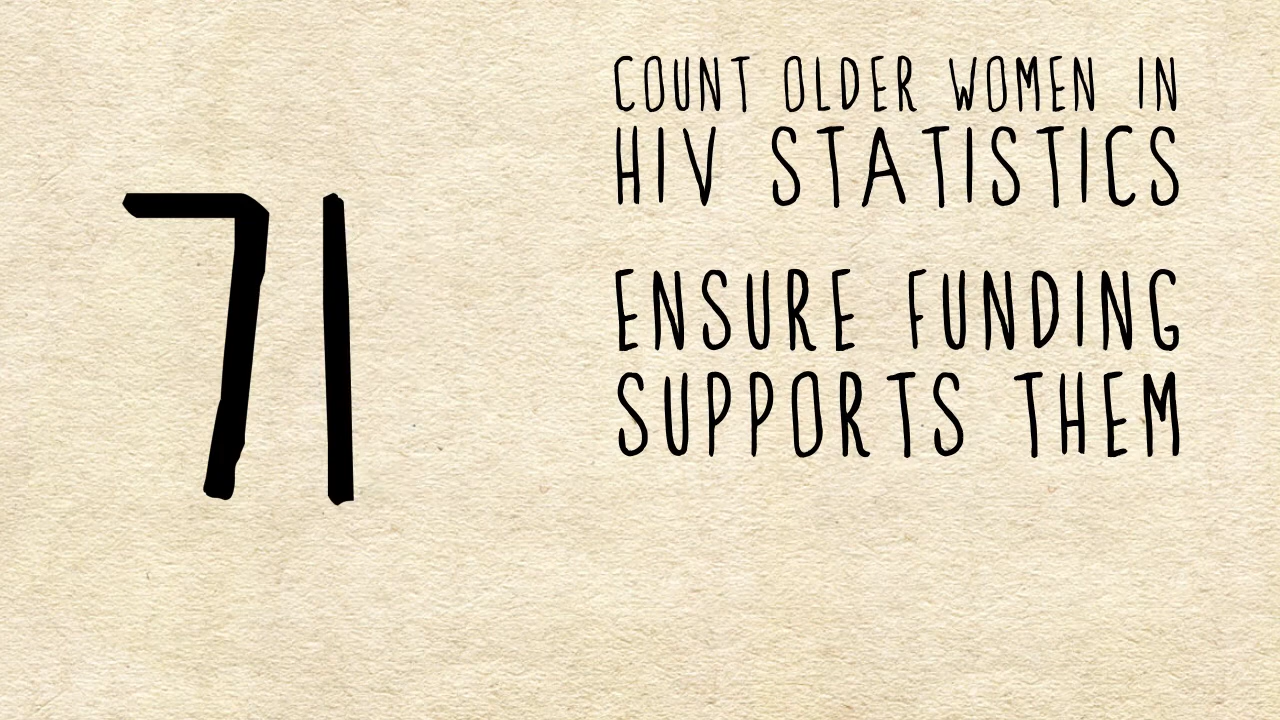 71
COUNT OLDER WOMEN IN
HIV STATISTICS
ENSURE FUNDING
SUPPORTS THEM